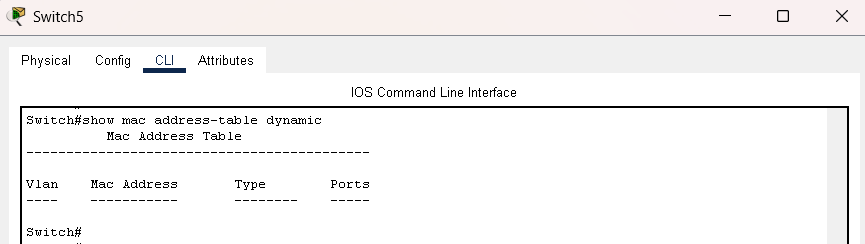 Switch5
Physical Config CLI Attributes
IOS Command Line Interface
Switch#show mac address-table dynamic
Mac Address Table
-------------------------------------------
Vlan Mac Address Type Ports
---- ----------- -------- -----
Switch#